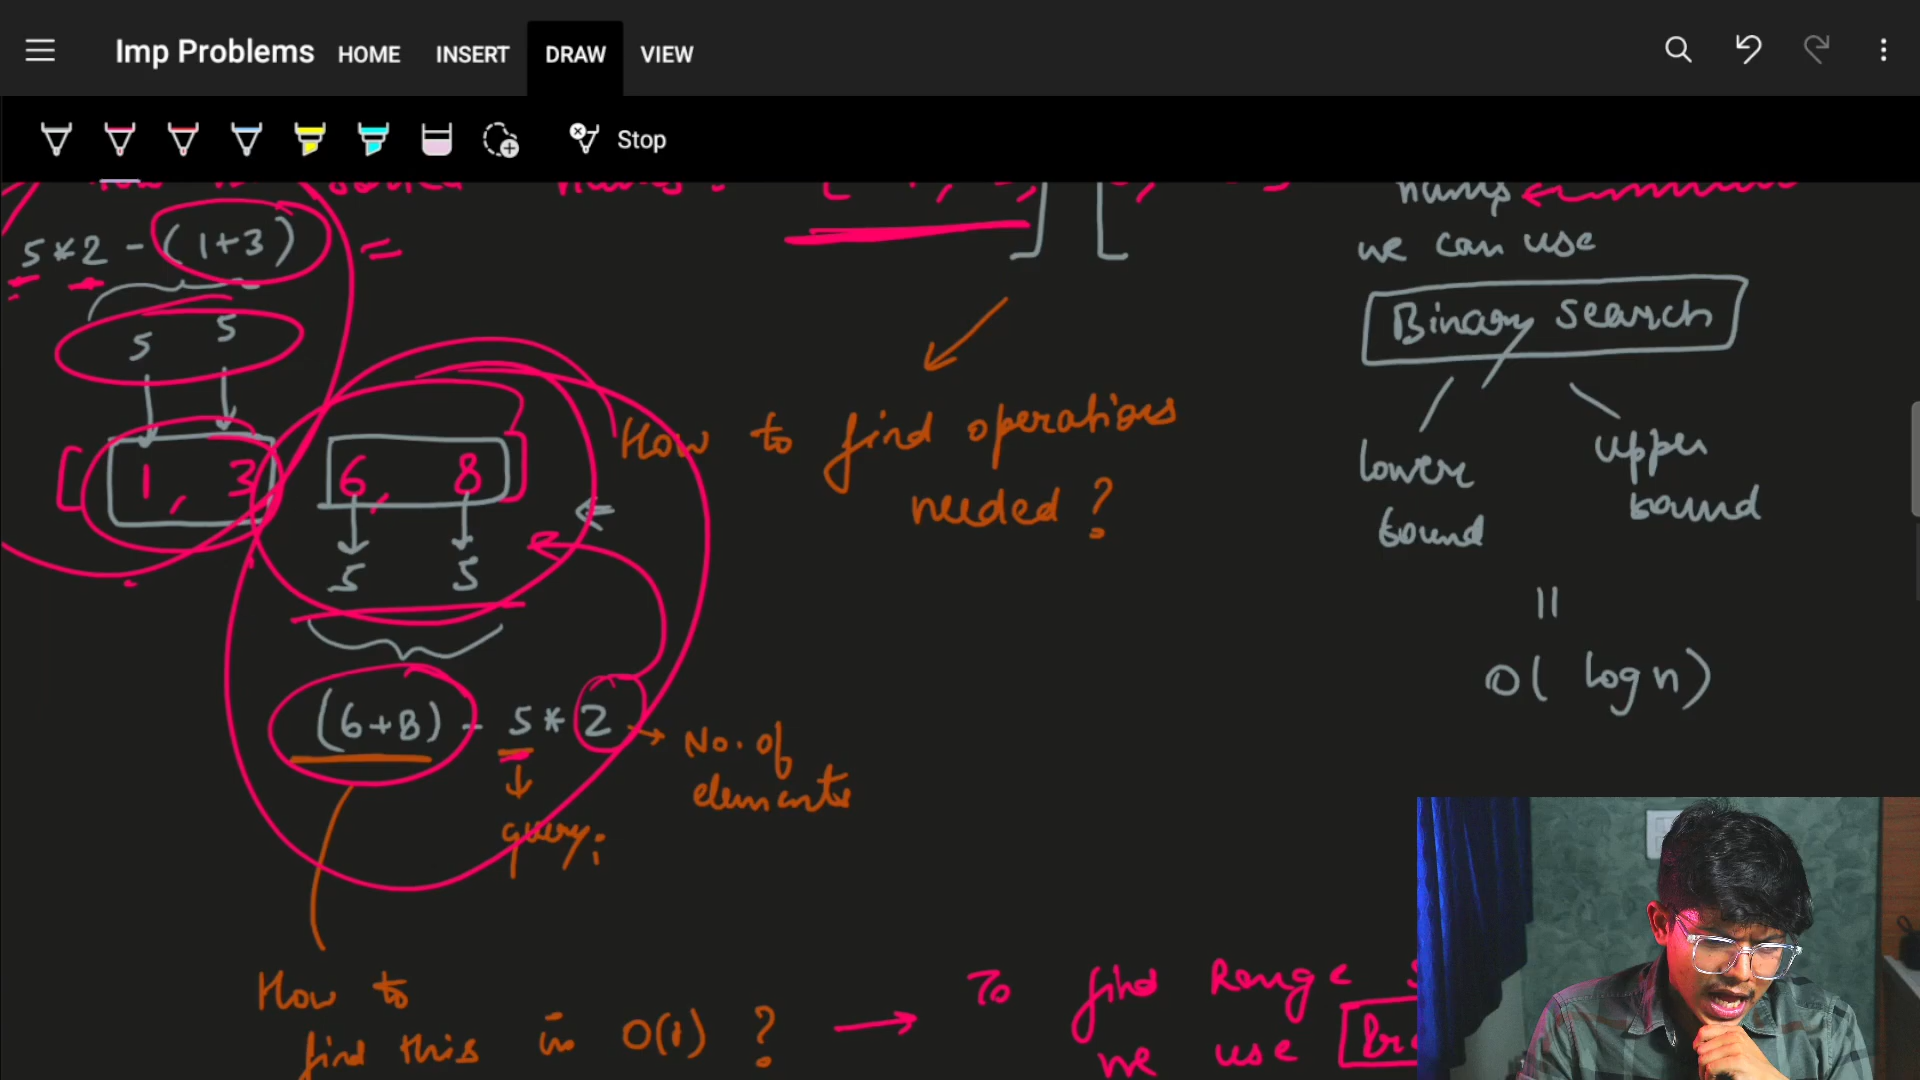 Imp Problems HOME INSERT DRAW VIEW
Stop
nums
5*2 - (1+3) =
we can use
5 5
Binary Search
[ 1, 3 6, 8 ]
How to find operations
needed ?
lower
bound
upper
bound
5 5
O( log n)
(6+8) - 5 * 2
No. of
elements
query i
How to
find this in O(1) ?
To find Range
we use